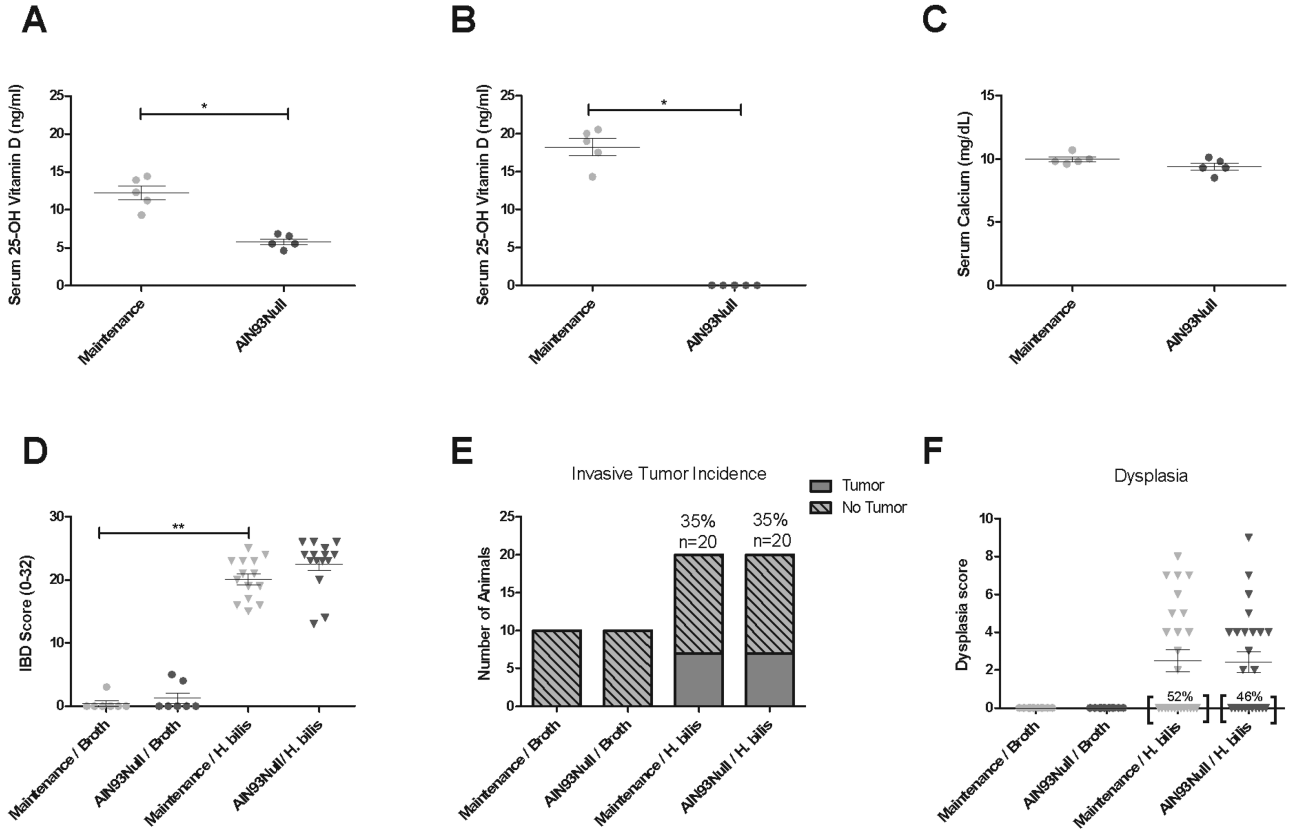 A
Serum 25-OH Vitamin D (ng/ml)
25
20
15
10
5
0
*
Maintenance
AIN93Null
B
Serum 25-OH Vitamin D (ng/ml)
25
20
15
10
5
0
*
Maintenance
AIN93Null
C
Serum Calcium (mg/dL)
15
10
5
0
Maintenance
AIN93Null
D
IBD Score (0-32)
30
20
10
0
**
Maintenance / Broth
AIN93Null / Broth
Maintenance / H. bilis
AIN93Null / H. bilis
E
Invasive Tumor Incidence
Tumor
No Tumor
Number of Animals
25
20
15
10
5
0
35%
n=20
35%
n=20
Maintenance / Broth
AIN93Null / Broth
Maintenance / H. bilis
AIN93Null / H. bilis
F
Dysplasia
Dysplasia score
10
8
6
4
2
0
52%
46%
Maintenance / Broth
AIN93Null / Broth
Maintenance / H. bilis
AIN93Null / H. bilis